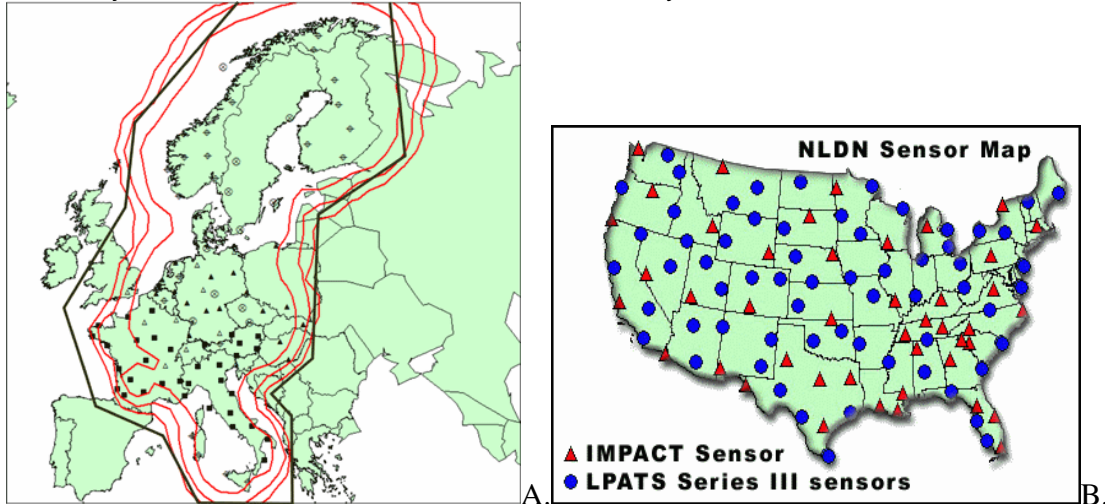 NLDN Sensor Map
IMPACT Sensor
LPATS Series III sensors
A.
B.